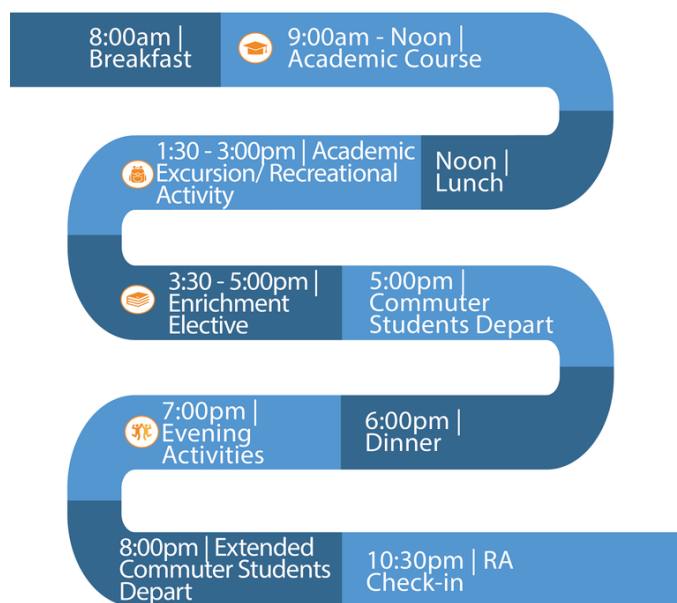 8:00am |
Breakfast
9:00am - Noon |
Academic Course
Noon |
Lunch
1:30 - 3:00pm | Academic
Excursion/ Recreational
Activity
3:30 - 5:00pm |
Enrichment
Elective
5:00pm |
Commuter
Students Depart
6:00pm |
Dinner
7:00pm |
Evening
Activities
8:00pm | Extended
Commuter Students
Depart
10:30pm | RA
Check-in